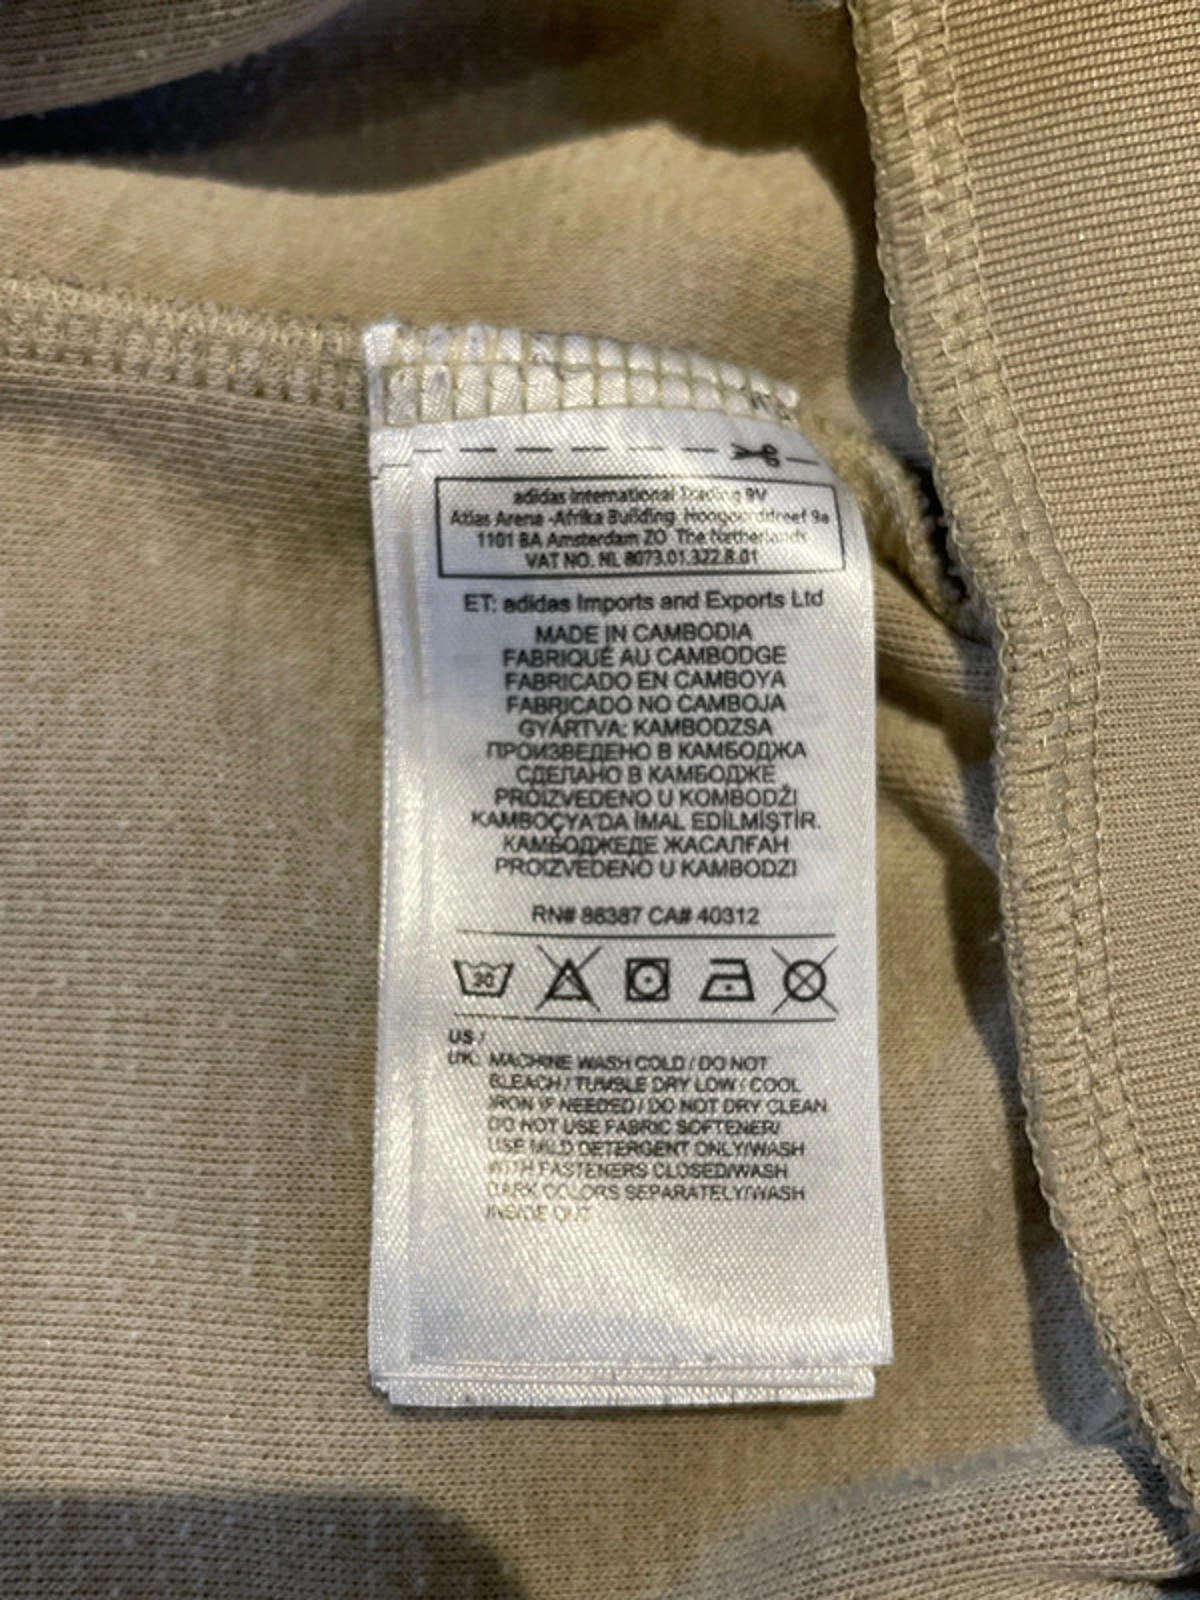 adidas International Trading BV
Atlas Arena -Afrika Building Hoogoorddreef 9a
1101 BA Amsterdam ZO The Netherlands
VAT NO. NL 8073.01.322.B.01
ET: adidas Imports and Exports Ltd
MADE IN CAMBODIA
FABRIQUÉ AU CAMBODGE
FABRICADO EN CAMBOYA
FABRICADO NO CAMBOJA
GYÁRTVA: KAMBODZSA
ПРОИЗВЕДЕНО В КАМБОДЖА
СДЕЛАНО В КАМБОДЖЕ
PROIZVEDENO U KOMBODŽI
KAMBOÇYA'DA İMAL EDİLMİŞTİR.
КАМБОДЖЕДЕ ЖАСАЛҒАН
PROIZVEDENO U KAMBODZI
RN# 88387 CA# 40312
30
US /
UK: MACHINE WASH COLD / DO NOT
BLEACH / TUMBLE DRY LOW / COOL
IRON IF NEEDED / DO NOT DRY CLEAN
DO NOT USE FABRIC SOFTENER/
USE MILD DETERGENT ONLY/WASH
WITH FASTENERS CLOSED/WASH
DARK COLORS SEPARATELY/WASH
INSIDE OUT